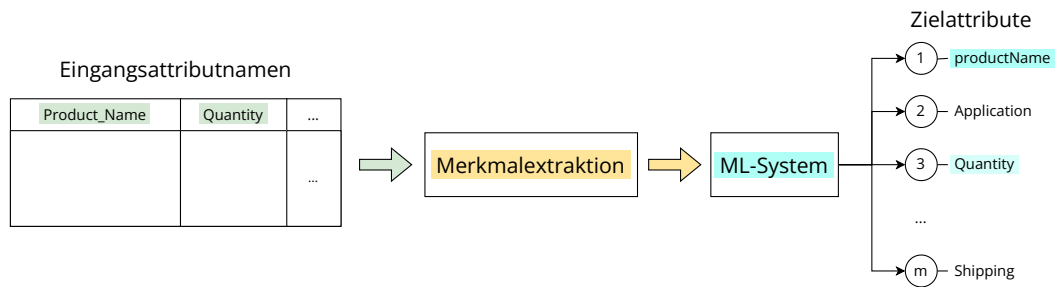 Zielattribute
Eingangsattributnamen
Product_Name Quantity ...
...
Merkmalextraktion
ML-System
1 productName
2 Application
3 Quantity
...
m Shipping